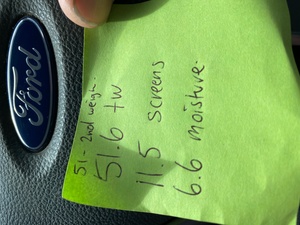 Ford
51 - 2nd weigh.
51.6 tw
11.5 screens
6.6 moisture.